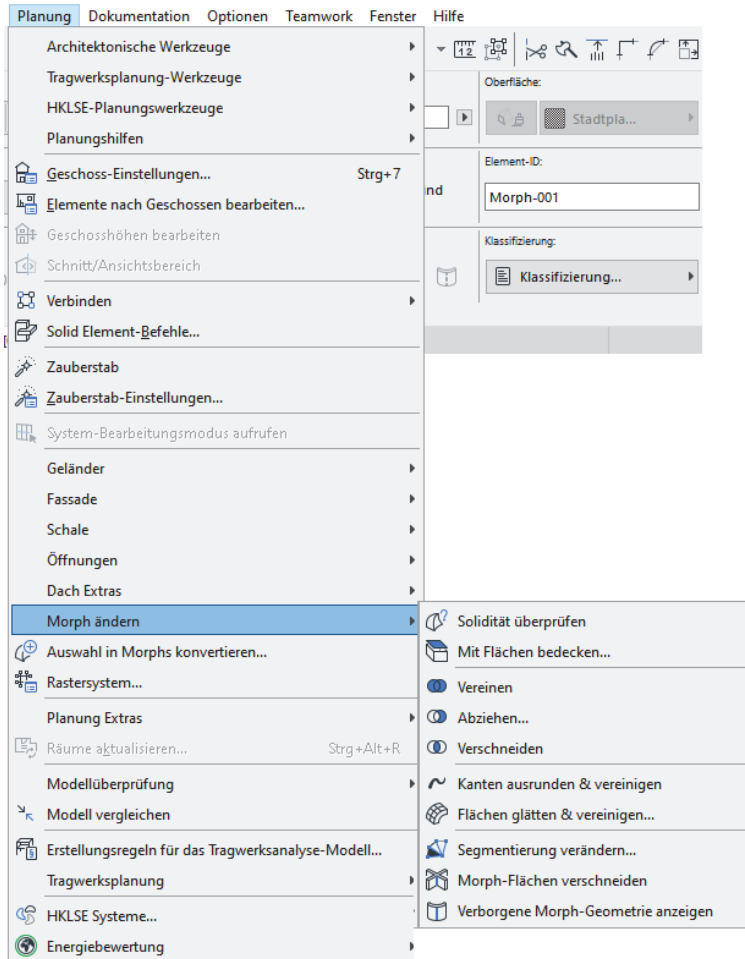 Planung Dokumentation Optionen Teamwork Fenster Hilfe
Architektonische Werkzeuge
Tragwerksplanung-Werkzeuge
HKLSE-Planungswerkzeuge
Planungshilfen
Geschoss-Einstellungen... Strg+7
Elemente nach Geschossen bearbeiten...
Geschosshöhen bearbeiten
Schnitt/Ansichtsbereich
Verbinden
Solid Element-Befehle...
Zauberstab
Zauberstab-Einstellungen...
System-Bearbeitungsmodus aufrufen
Geländer
Fassade
Schale
Öffnungen
Dach Extras
Morph ändern
Auswahl in Morphs konvertieren...
Rastersystem...
Planung Extras
Räume aktualisieren... Strg+Alt+R
Modellüberprüfung
Modell vergleichen
Erstellungsregeln für das Tragwerksanalyse-Modell...
Tragwerksplanung
HKLSE Systeme...
Energiebewertung
12
Oberfläche:
Stadtpla...
Element-ID:
nd
Morph-001
Klassifizierung:
Klassifizierung...
Solidität überprüfen
Mit Flächen bedecken...
Vereinen
Abziehen...
Verschneiden
Kanten ausrunden & vereinigen
Flächen glätten & vereinigen...
Segmentierung verändern...
Morph-Flächen verschneiden
Verborgene Morph-Geometrie anzeigen